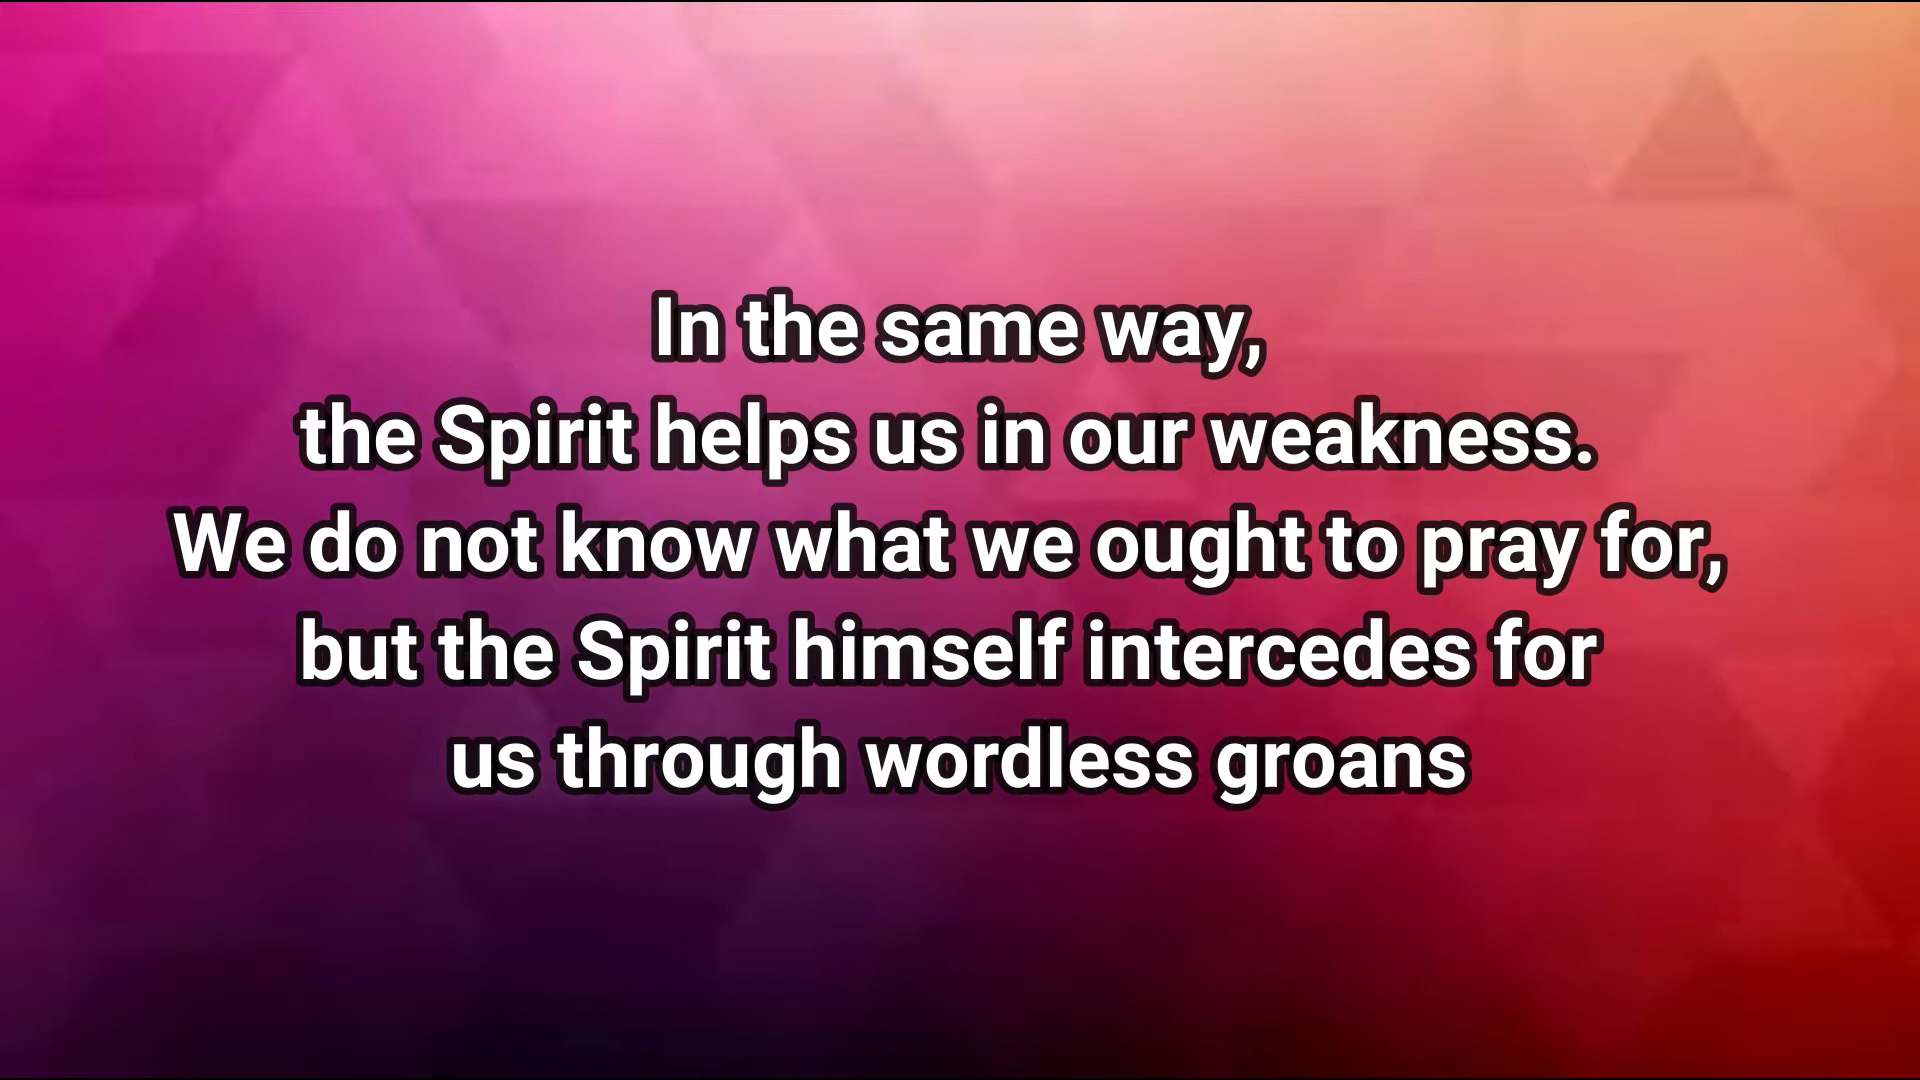 In the same way,
the Spirit helps us in our weakness.
We do not know what we ought to pray for,
but the Spirit himself intercedes for
us through wordless groans